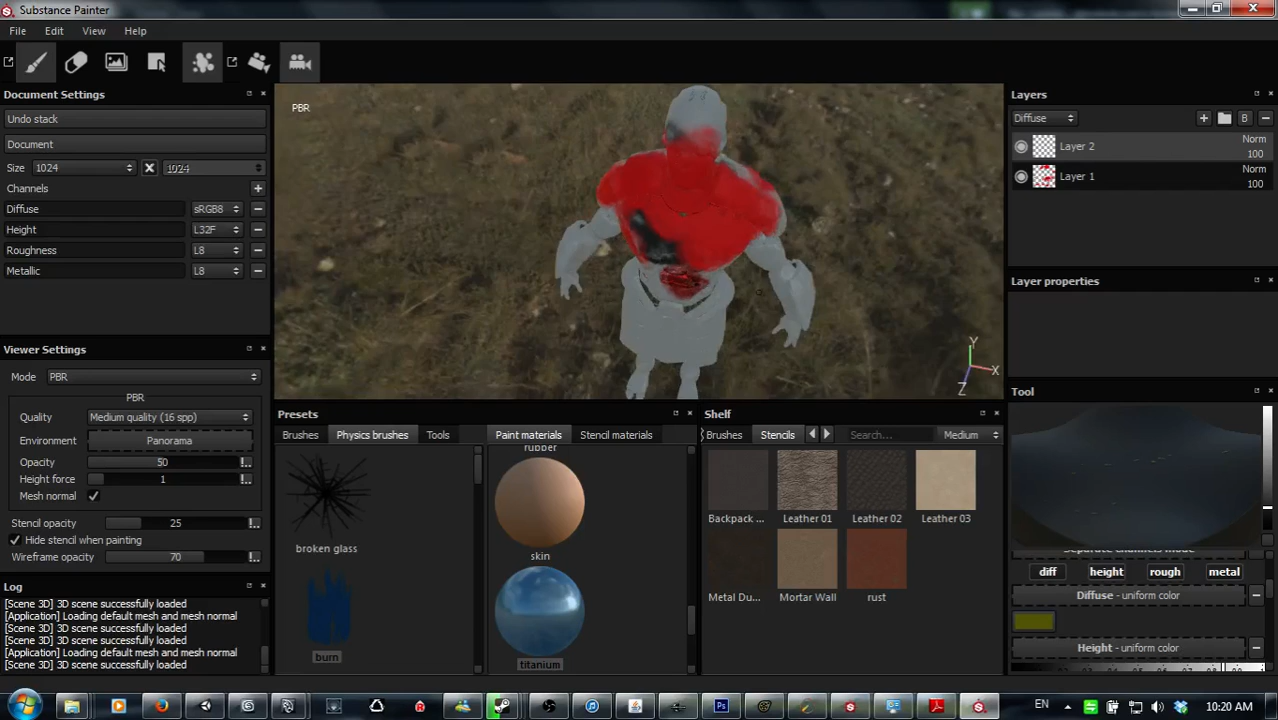 Substance Painter
File Edit View Help
Document Settings
Undo stack
Document
Size 1024 1024
Channels
Diffuse sRGB8
Height L32F
Roughness L8
Metallic L8
Viewer Settings
Mode PBR
PBR
Quality Medium quality (16 spp)
Environment Panorama
Opacity 50
Height force 1
Mesh normal
Stencil opacity 25
Hide stencil when painting
Wireframe opacity 70
Log
[Scene 3D] 3D scene successfully loaded
[Application] Loading default mesh and mesh normal
[Scene 3D] 3D scene successfully loaded
[Scene 3D] 3D scene successfully loaded
[Application] Loading default mesh and mesh normal
[Scene 3D] 3D scene successfully loaded
PBR
Y
X
Z
Presets
Brushes Physics brushes Tools
broken glass
burn
Paint materials Stencil materials
rubber
skin
titanium
Shelf
Brushes Stencils Search... Medium
Backpack ... Leather 01 Leather 02 Leather 03
Metal Du... Mortar Wall rust
Layers
Diffuse B
Layer 2 Norm 100
Layer 1 Norm 100
Layer properties
Tool
Separate channels mode
diff height rough metal
Diffuse - uniform color
Height - uniform color
EN 10:20 AM